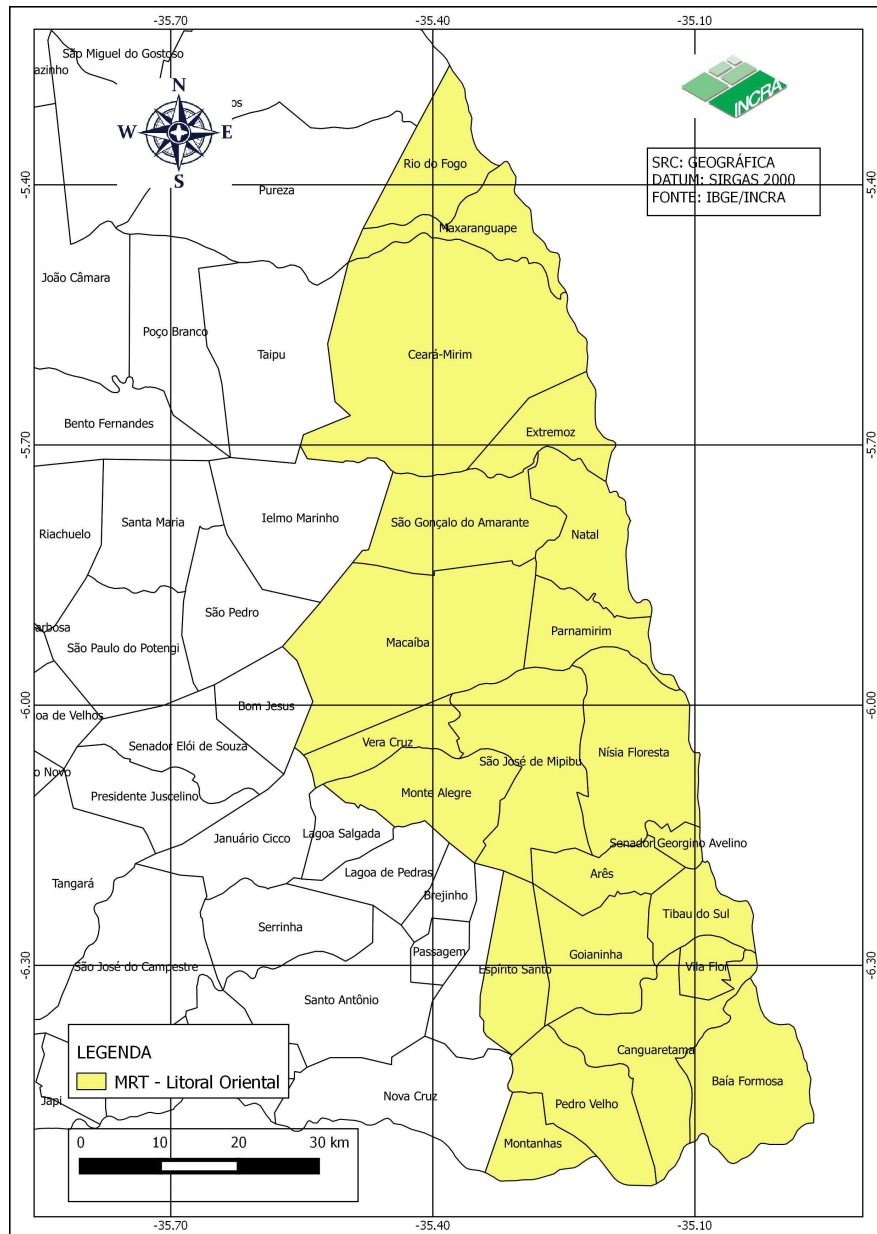 -35.70
-35.40
-35.10
São Miguel do Gostoso
azinho
N
os
W
E
S
INCRA
Rio do Fogo
SRC: GEOGRÁFICA
DATUM: SIRGAS 2000
FONTE: IBGE/INCRA
-5.40
-5.40
Pureza
Maxaranguape
João Câmara
Poço Branco
Taipu
Ceará-Mirim
Bento Fernandes
Extremoz
-5.70
-5.70
Riachuelo
Santa Maria
Ielmo Marinho
São Gonçalo do Amarante
Natal
São Pedro
arbosa
São Paulo do Potengi
Macaíba
Parnamirim
-6.00
-6.00
oa de Velhos
Bom Jesus
Senador Elói de Souza
Vera Cruz
São José de Mipibu
Nísia Floresta
o Novo
Presidente Juscelino
Monte Alegre
Januário Cicco
Lagoa Salgada
Senador Georgino Avelino
Tangará
Lagoa de Pedras
Arês
Brejinho
Serrinha
Tibau do Sul
Passagem
Goianinha
-6.30
-6.30
São José do Campestre
Espírito Santo
Vila Flor
Santo Antônio
LEGENDA
MRT - Litoral Oriental
Canguaretama
Baía Formosa
Japi
Nova Cruz
Pedro Velho
Montanhas
0 10 20 30 km
-35.70
-35.40
-35.10